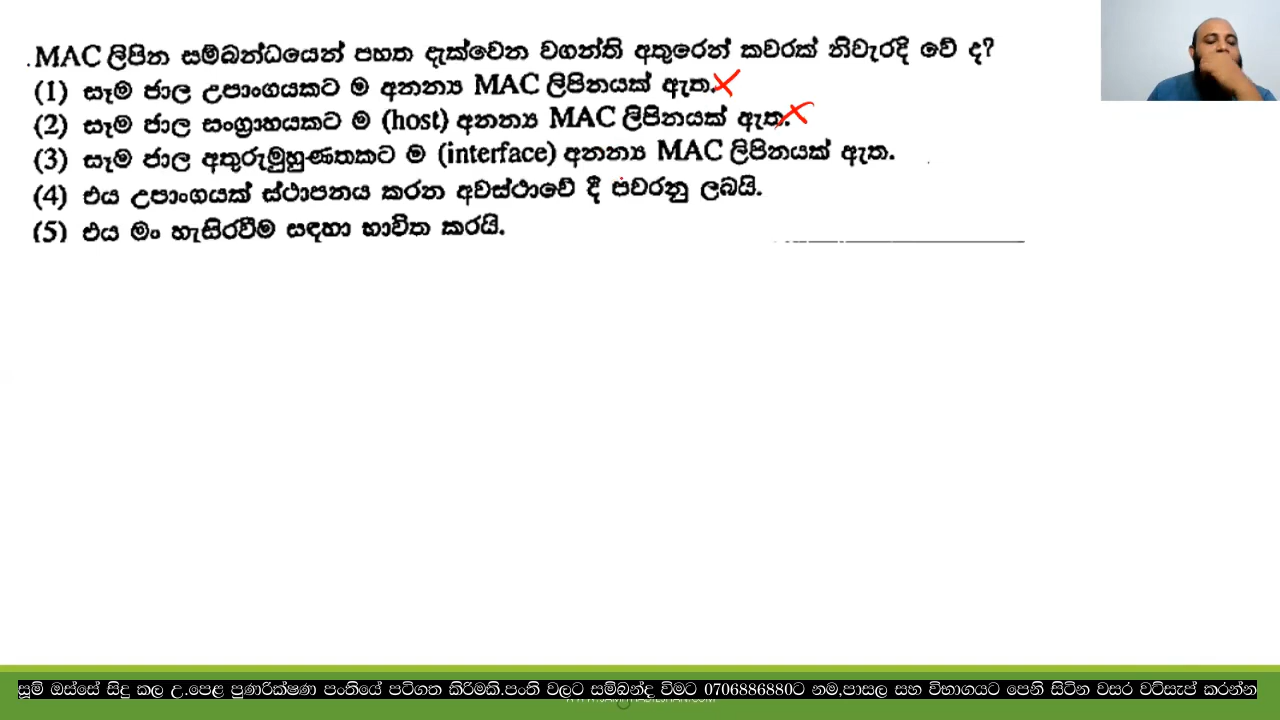 MAC ලිපින සම්බන්ධයෙන් පහත දැක්වෙන වගන්ති අතුරෙන් කවරක් නිවැරදි වේ ද?
(1) සෑම ජාල උපාංගයකට ම අනන්‍ය MAC ලිපිනයක් ඇත.
(2) සෑම ජාල සංග්‍රාහයකට ම (host) අනන්‍ය MAC ලිපිනයක් ඇත.
(3) සෑම ජාල අතුරුමුහුණතකට ම (interface) අනන්‍ය MAC ලිපිනයක් ඇත.
(4) එය උපාංගයක් ස්ථාපනය කරන අවස්ථාවේ දී පවරනු ලබයි.
(5) එය මං හැසිරවීම සඳහා භාවිත කරයි.
සූම් ඔස්සේ සිදු කල උ.පෙළ පුණරීක්ෂණ පංතියේ පටිගත කිරීමකි.පංති වලට සම්බන්ද වීමට 0706886880ට නම,පාසල සහ විභාගයට පෙනී සිටින වසර වට්සැප් කරන්න